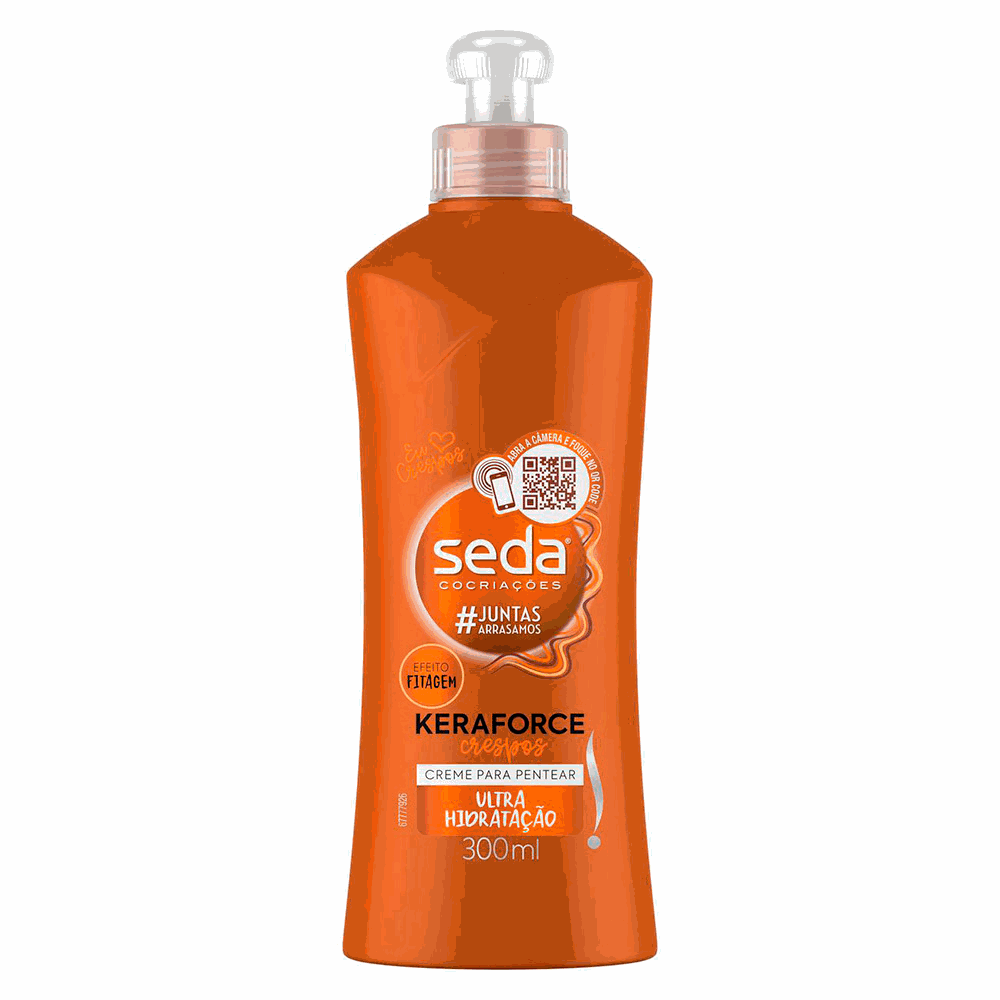 Eu
Crespos
ABRA A CÂMERA E FOQUE NO QR CODE
seda®
COCRIAÇÕES
#JUNTAS
ARRASAMOS
EFEITO
FITAGEM
KERAFORCE
crespos
CREME PARA PENTEAR
ULTRA
HIDRATAÇÃO
300ml
67777926